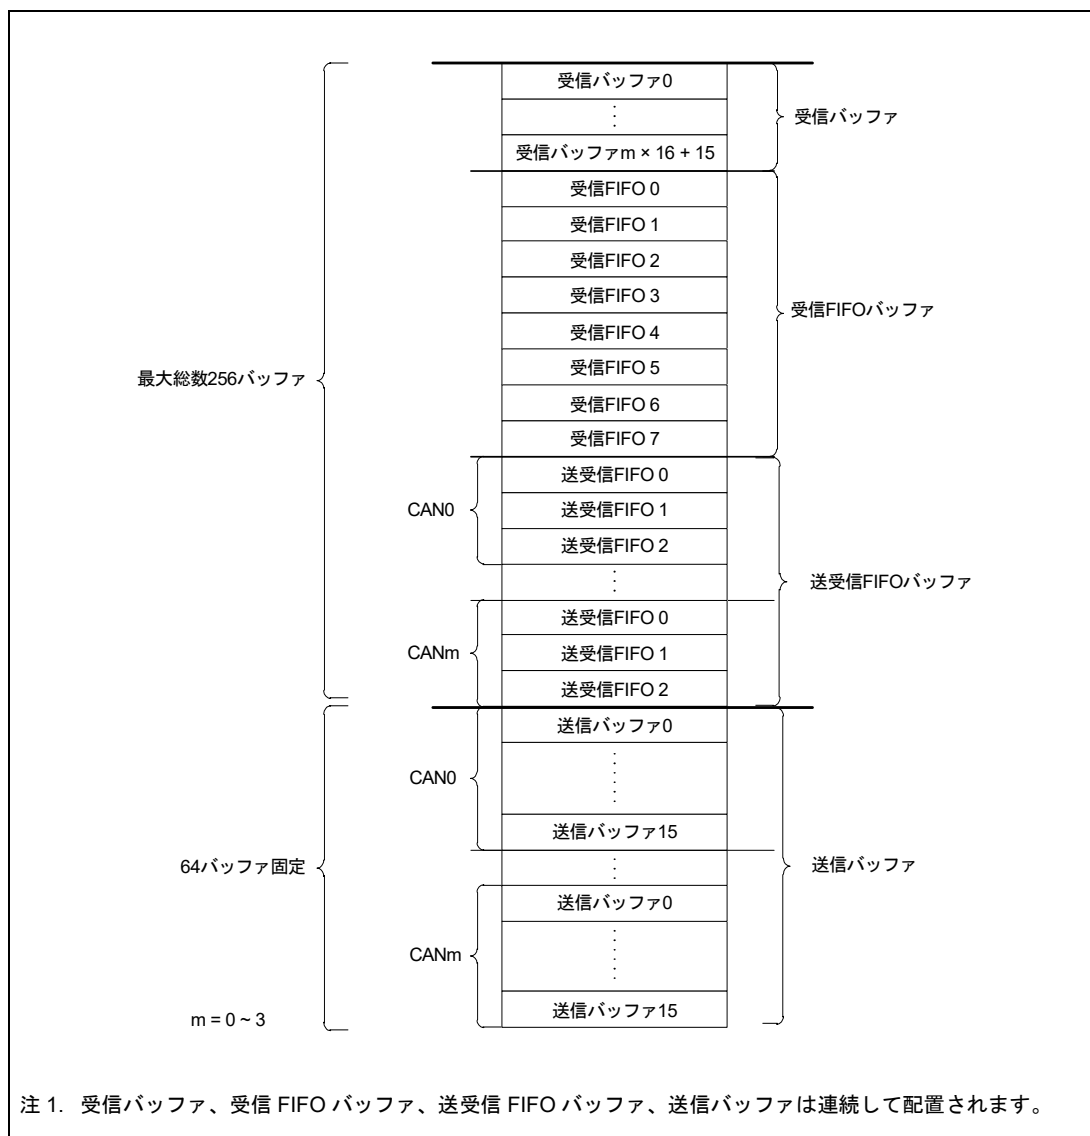 受信バッファ0
受信バッファ
受信バッファm × 16 + 15
受信FIFO 0
受信FIFO 1
受信FIFO 2
受信FIFO 3
受信FIFOバッファ
受信FIFO 4
受信FIFO 5
最大総数256バッファ
受信FIFO 6
受信FIFO 7
送受信FIFO 0
CAN0
送受信FIFO 1
送受信FIFO 2
送受信FIFOバッファ
送受信FIFO 0
CANm
送受信FIFO 1
送受信FIFO 2
送信バッファ0
CAN0
送信バッファ15
64バッファ固定
送信バッファ
送信バッファ0
CANm
送信バッファ15
m = 0 ~ 3
注 1. 受信バッファ、受信 FIFO バッファ、送受信 FIFO バッファ、送信バッファは連続して配置されます。